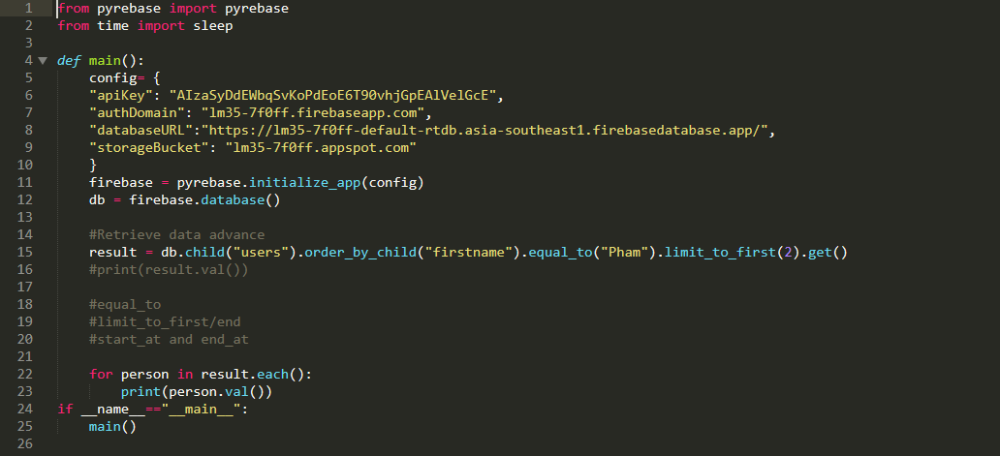 1 from pyrebase import pyrebase
2 from time import sleep
3
4 def main():
5     config= {
6     "apiKey": "AIzaSyDdEWbqSvKoPdEoE6T90vhjGpEAlVelGcE",
7     "authDomain": "lm35-7f0ff.firebaseapp.com",
8     "databaseURL":"https://lm35-7f0ff-default-rtdb.asia-southeast1.firebasedatabase.app/",
9     "storageBucket": "lm35-7f0ff.appspot.com"
10     }
11     firebase = pyrebase.initialize_app(config)
12     db = firebase.database()
13
14     #Retrieve data advance
15     result = db.child("users").order_by_child("firstname").equal_to("Pham").limit_to_first(2).get()
16     #print(result.val())
17
18     #equal_to
19     #limit_to_first/end
20     #start_at and end_at
21
22     for person in result.each():
23         print(person.val())
24 if __name__=="__main__":
25     main()
26